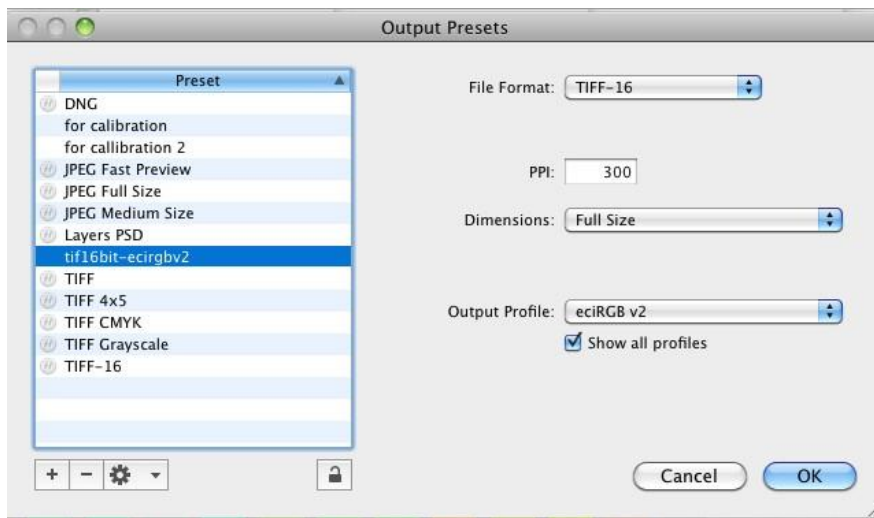 Output Presets
Preset
DNG
for calibration
for callibration 2
JPEG Fast Preview
JPEG Full Size
JPEG Medium Size
Layers PSD
tif16bit-ecirgbv2
TIFF
TIFF 4x5
TIFF CMYK
TIFF Grayscale
TIFF-16
File Format: TIFF-16
PPI: 300
Dimensions: Full Size
Output Profile: eciRGB v2
Show all profiles
Cancel OK